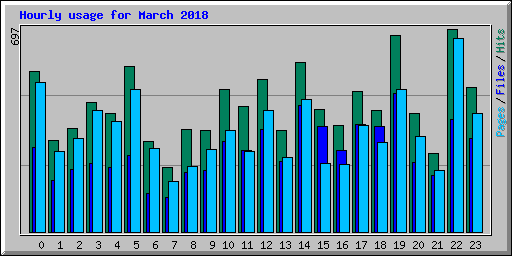 Hourly usage for March 2018
697
Pages/Files/Hits
0 1 2 3 4 5 6 7 8 9 10 11 12 13 14 15 16 17 18 19 20 21 22 23